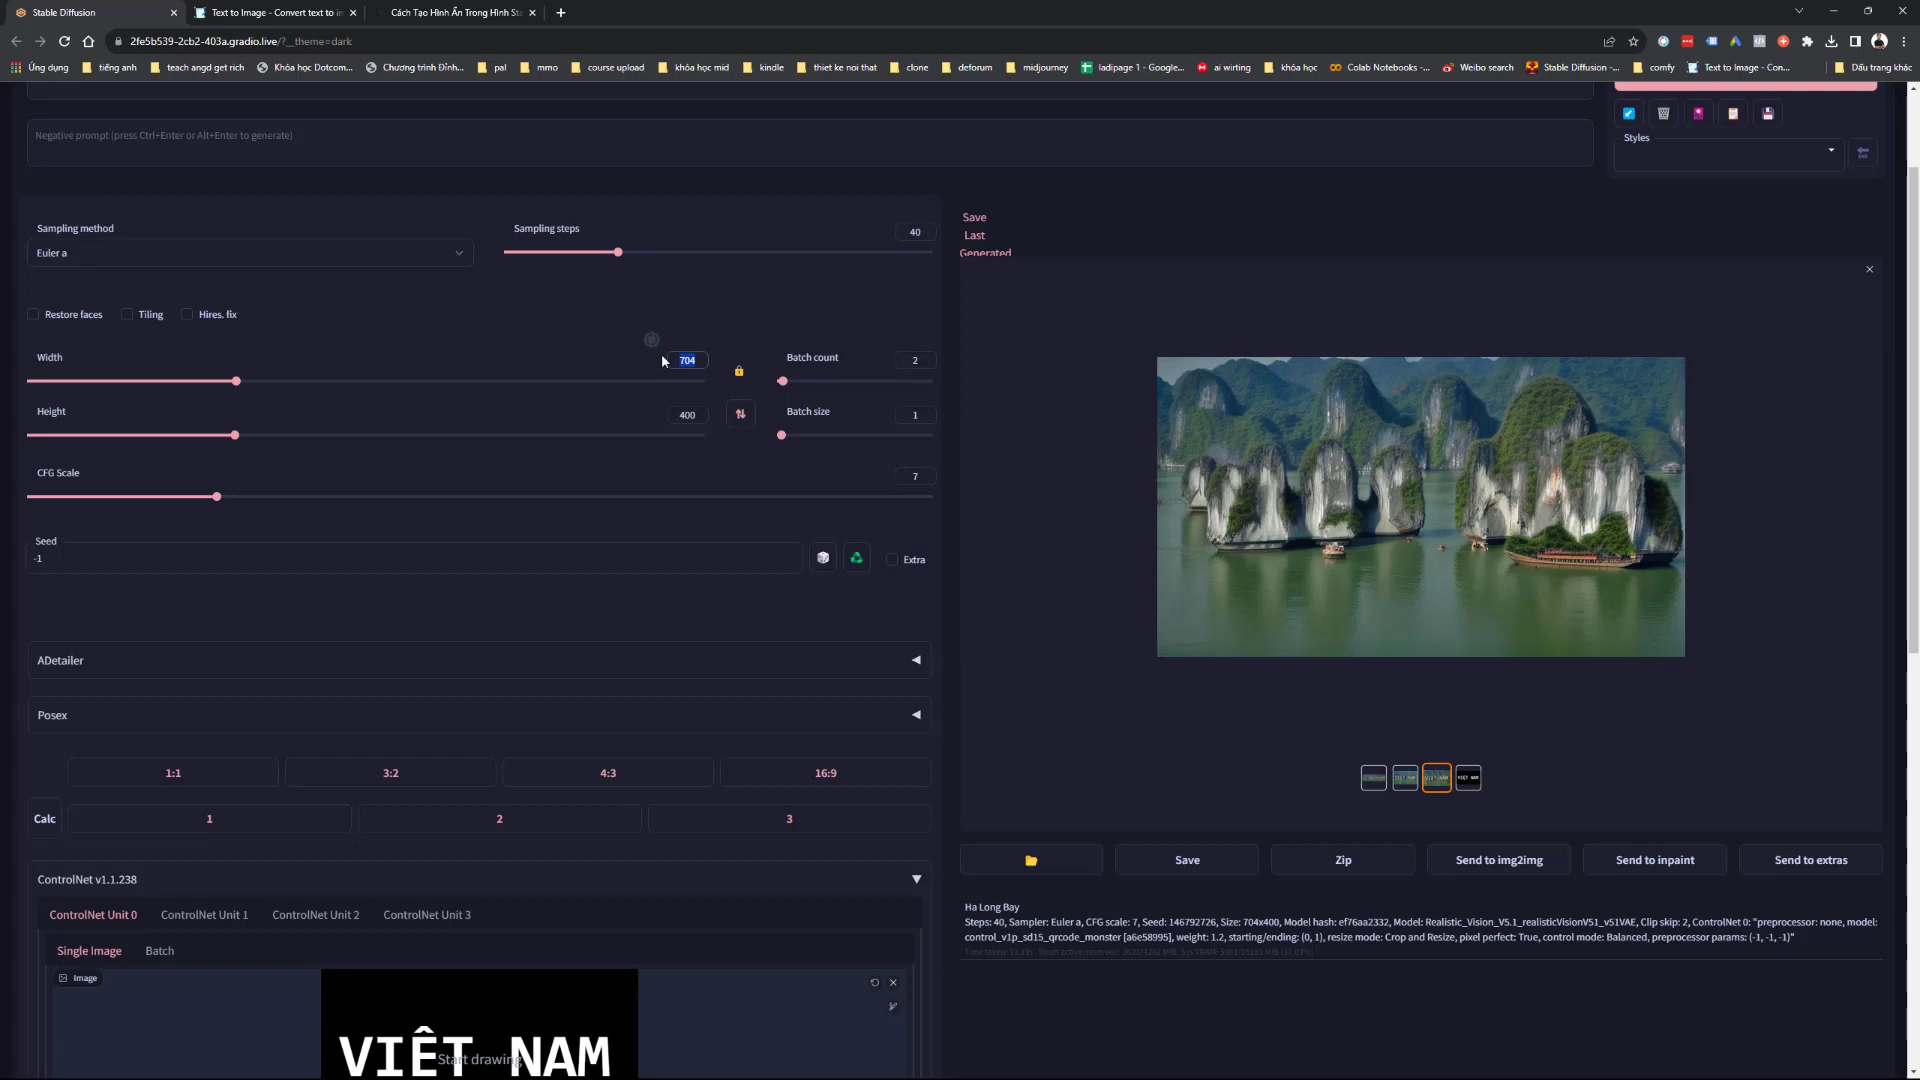 Stable Diffusion
Text to Image - Convert text to in
Cách Tạo Hình Ẩn Trong Hình Sta
2fe5b539-2cb2-403a.gradio.live/?__theme=dark
Ứng dụng
tiếng anh
teach angd get rich
Khóa học Dotcom...
Chương trình Đỉnh...
pal
mmo
course upload
khóa học mid
kindle
thiet ke noi that
clone
deforum
midjourney
ladipage 1 - Google...
ai wirting
khóa học
Colab Notebooks -...
Weibo search
Stable Diffusion -...
comfy
Text to Image - Con...
Dấu trang khác
Negative prompt (press Ctrl+Enter or Alt+Enter to generate)
Styles
Sampling method
Euler a
Sampling steps
40
Restore faces
Tiling
Hires. fix
Width
704
Batch count
2
Height
400
Batch size
1
CFG Scale
7
Seed
-1
Extra
ADetailer
Posex
1:1
3:2
4:3
16:9
Calc
1
2
3
ControlNet v1.1.238
ControlNet Unit 0
ControlNet Unit 1
ControlNet Unit 2
ControlNet Unit 3
Single Image
Batch
Image
VIỆT NAM
Start drawing
Save
Last
Generated
VIỆT NAM
Save
Zip
Send to img2img
Send to inpaint
Send to extras
Ha Long Bay
Steps: 40, Sampler: Euler a, CFG scale: 7, Seed: 146792726, Size: 704x400, Model hash: ef76aa2332, Model: Realistic_Vision_V5.1_realisticVisionV51_v51VAE, Clip skip: 2, ControlNet 0: "preprocessor: none, model:
control_v1p_sd15_qrcode_monster [a6e58995], weight: 1.2, starting/ending: (0, 1), resize mode: Crop and Resize, pixel perfect: True, control mode: Balanced, preprocessor params: (-1, -1, -1)"